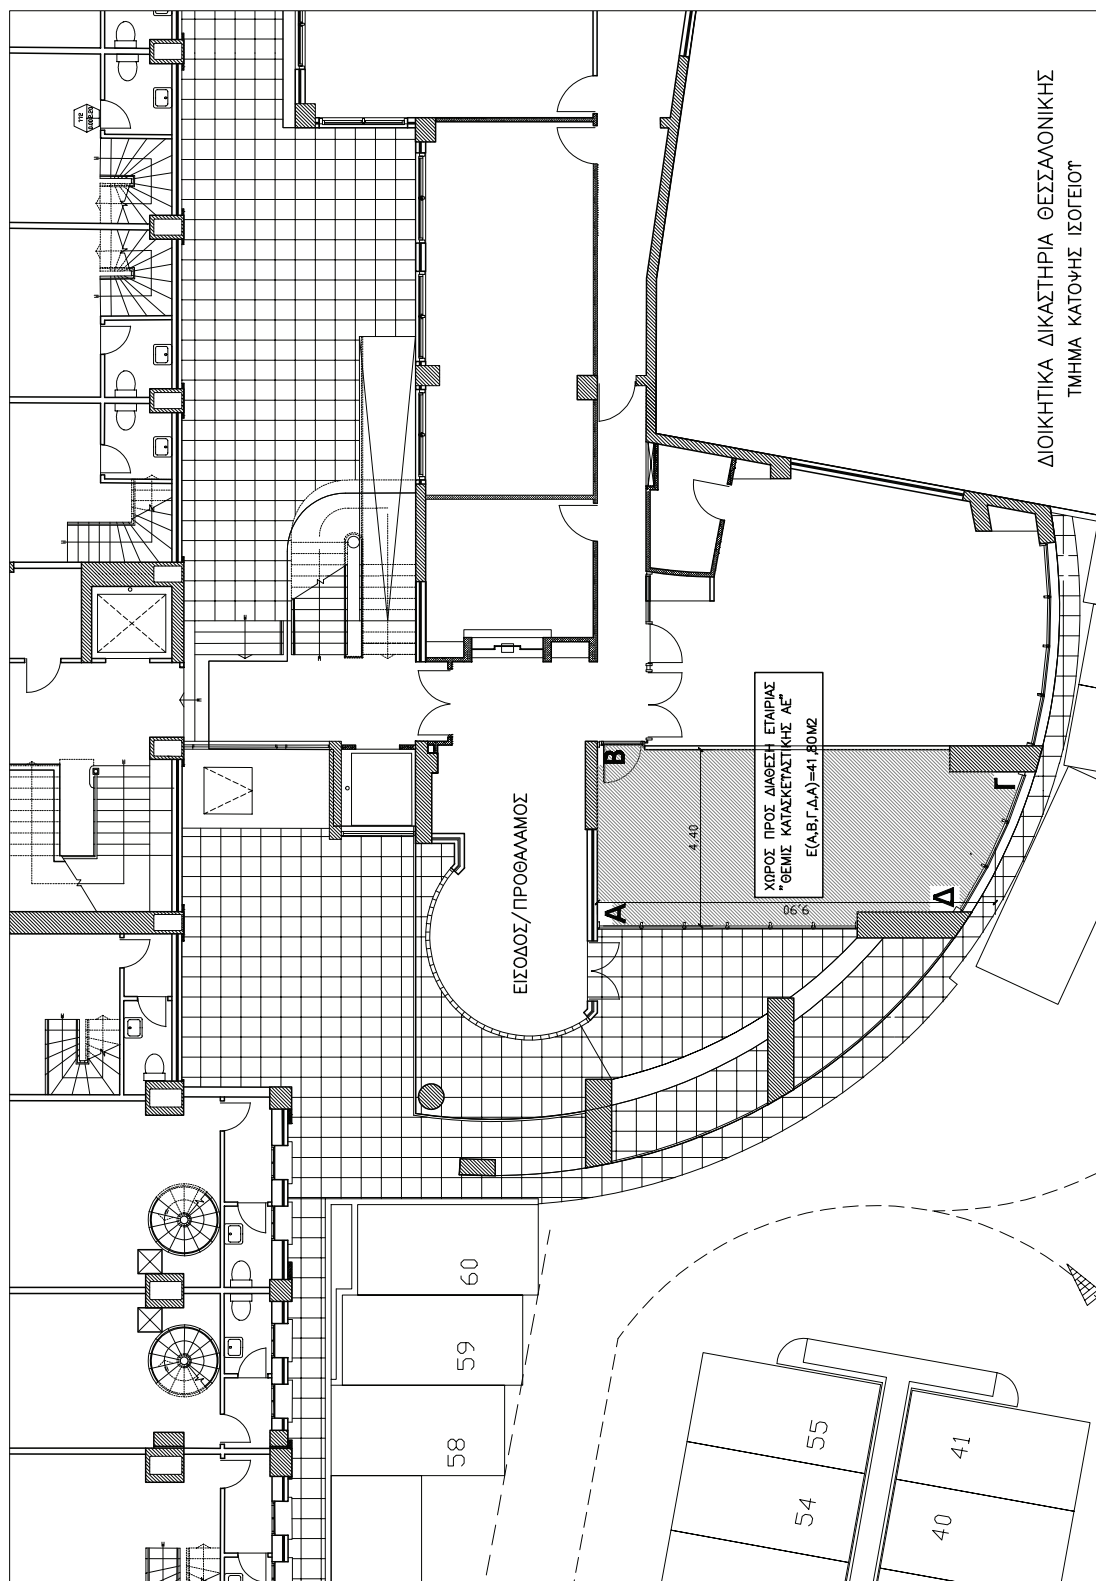 ΔΙΟΙΚΗΤΙΚΑ ΔΙΚΑΣΤΗΡΙΑ ΘΕΣΣΑΛΟΝΙΚΗΣ
ΤΜΗΜΑ ΚΑΤΟΨΗΣ ΙΣΟΓΕΙΟΥ
ΕΙΣΟΔΟΣ/ΠΡΟΘΑΛΑΜΟΣ
ΧΩΡΟΣ ΠΡΟΣ ΔΙΑΘΕΣΗ ΕΤΑΙΡΙΑΣ
"ΘΕΜΙΣ ΚΑΤΑΣΚΕΥΑΣΤΙΚΗΣ ΑΕ"
Ε(Α,Β,Γ,Δ,Α)=41,80Μ2
Α
Β
Γ
Δ
4,40
9,90
60
59
58
55
54
41
40